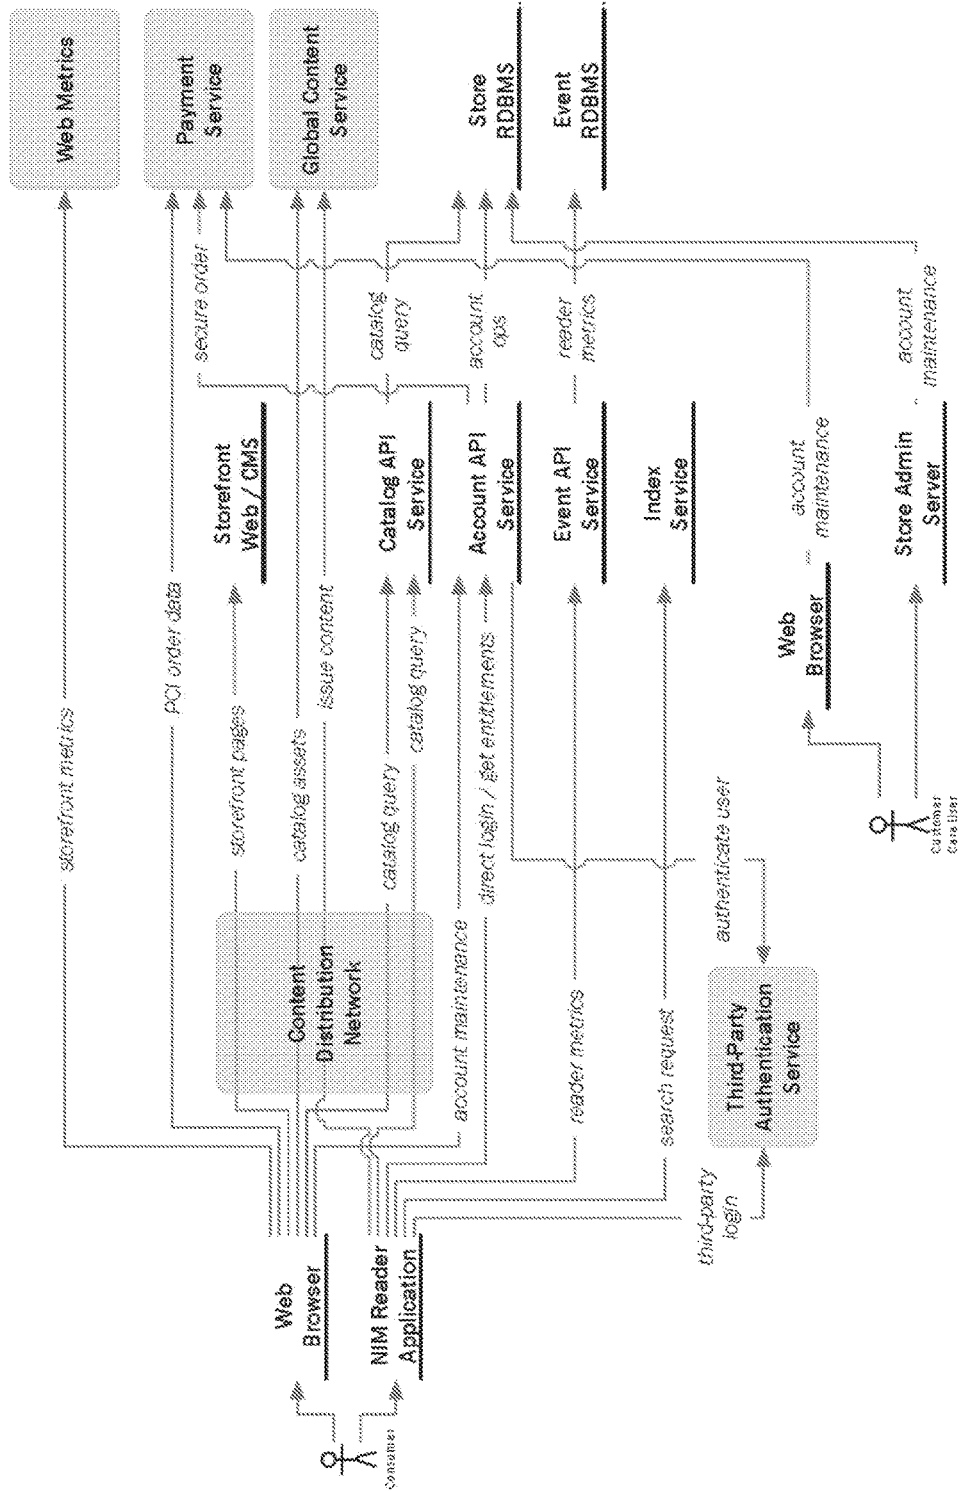 Web Metrics
Payment
Service
Global Content
Service
Store
RDBMS
Event
RDBMS
secure order
catalog
query
account
ops
reader
metrics
account
maintenance
Storefront
Web / CMS
Catalog API
Service
Account API
Service
Event API
Service
Index
Service
account
maintenance
Store Admin
Server
storefront metrics
PCI order data
storefront pages
catalog assets
issue content
catalog query
catalog query
account maintenance
direct login / get entitlements
reader metrics
search request
authenticate user
Web
Browser
Customer
Care User
Content
Distribution
Network
Third-Party
Authentication
Service
third-party
login
Web
Browser
NIM Reader
Application
Consumer